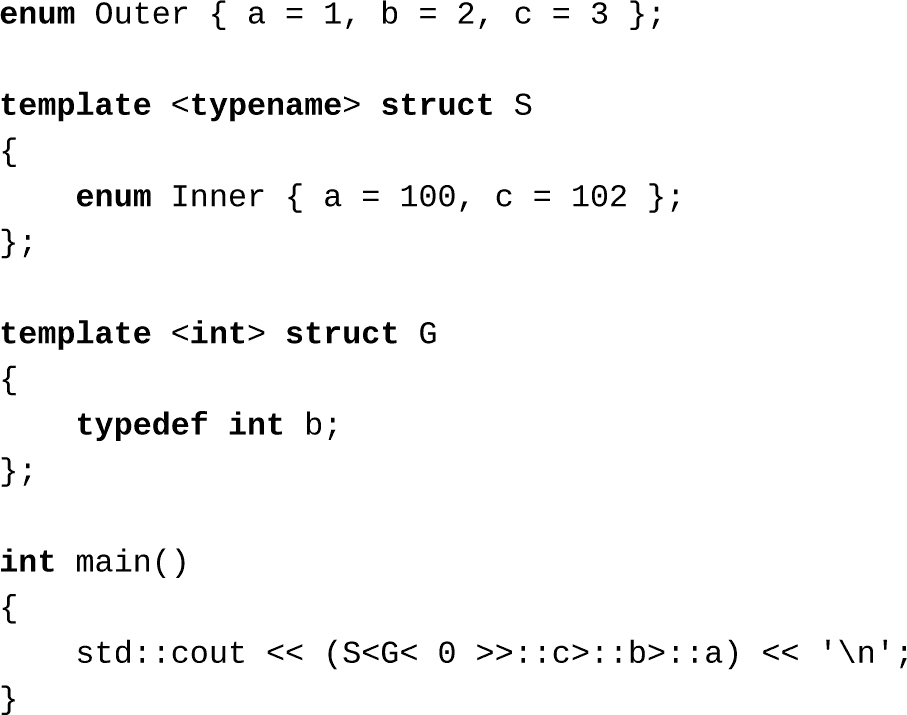 enum Outer { a = 1, b = 2, c = 3 };
template <typename> struct S
{
enum Inner { a = 100, c = 102 };
};
template <int> struct G
{
typedef int b;
};
int main()
{
std::cout << (S<G< 0 >>::c>::b>::a) << '\n';
}